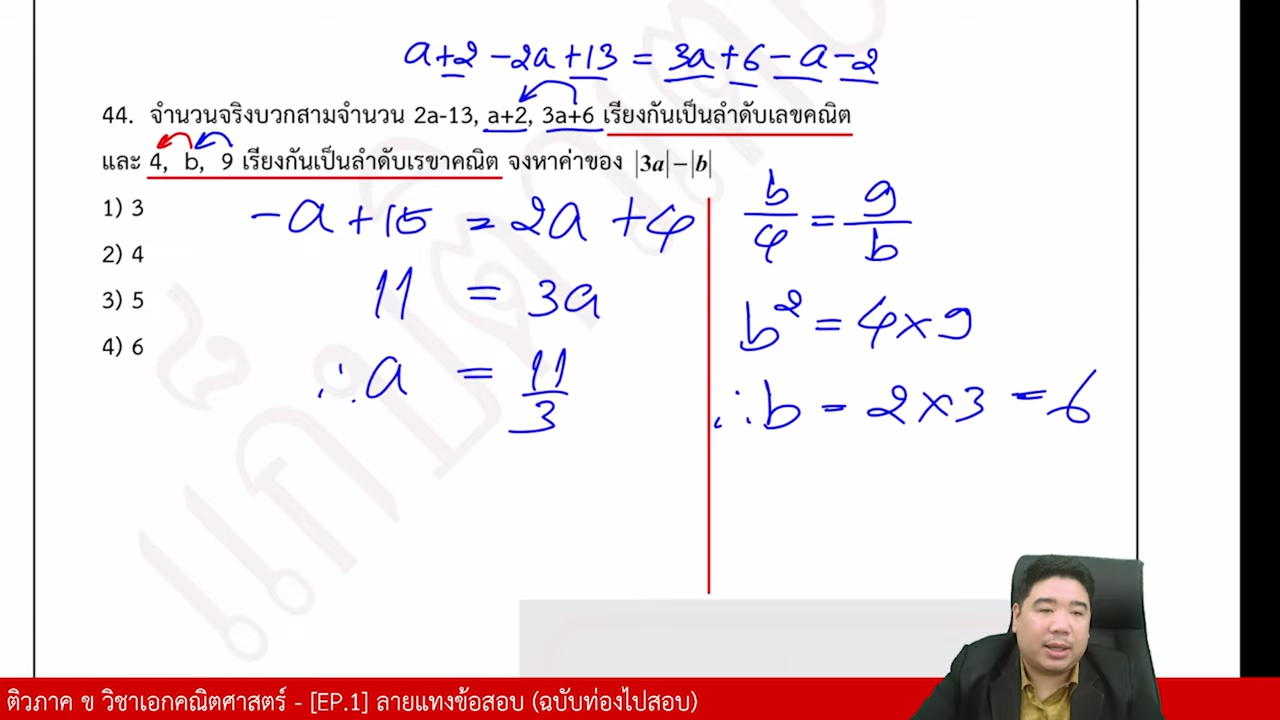 a+2 -2a +13 = 3a +6 -a -2
44. จำนวนจริงบวกสามจำนวน 2a-13, a+2, 3a+6 เรียงกันเป็นลำดับเลขคณิต
และ 4, b, 9 เรียงกันเป็นลำดับเรขาคณิต จงหาค่าของ |3a|−|b|
1) 3
2) 4
3) 5
4) 6
-a +15 = 2a +4
11 = 3a
∴a = 11/3
b/4 = 9/b
b² = 4×9
∴b = 2×3 = 6
ติวภาค ข วิชาเอกคณิตศาสตร์ - [EP.1] ลายแทงข้อสอบ (ฉบับท่องไปสอบ)